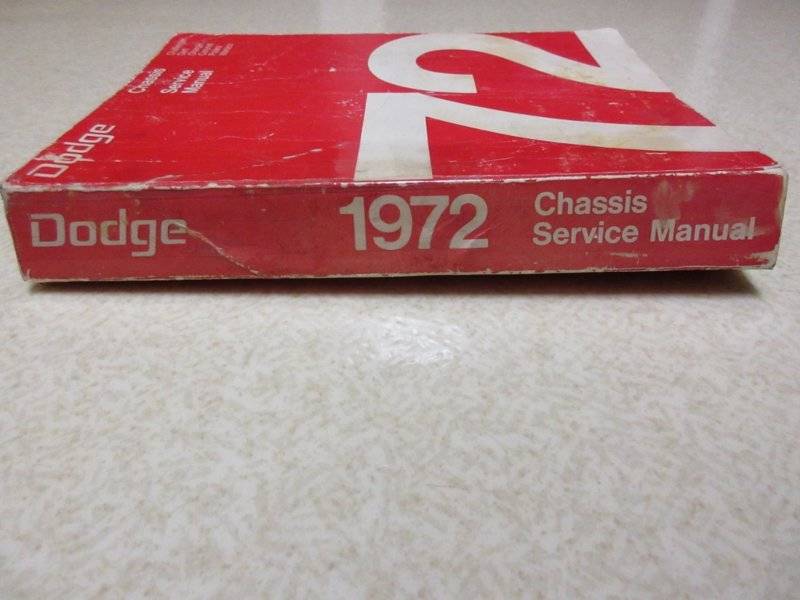 Dodge
Chassis
Service
Manual
72
Dodge
1972
Chassis
Service Manual